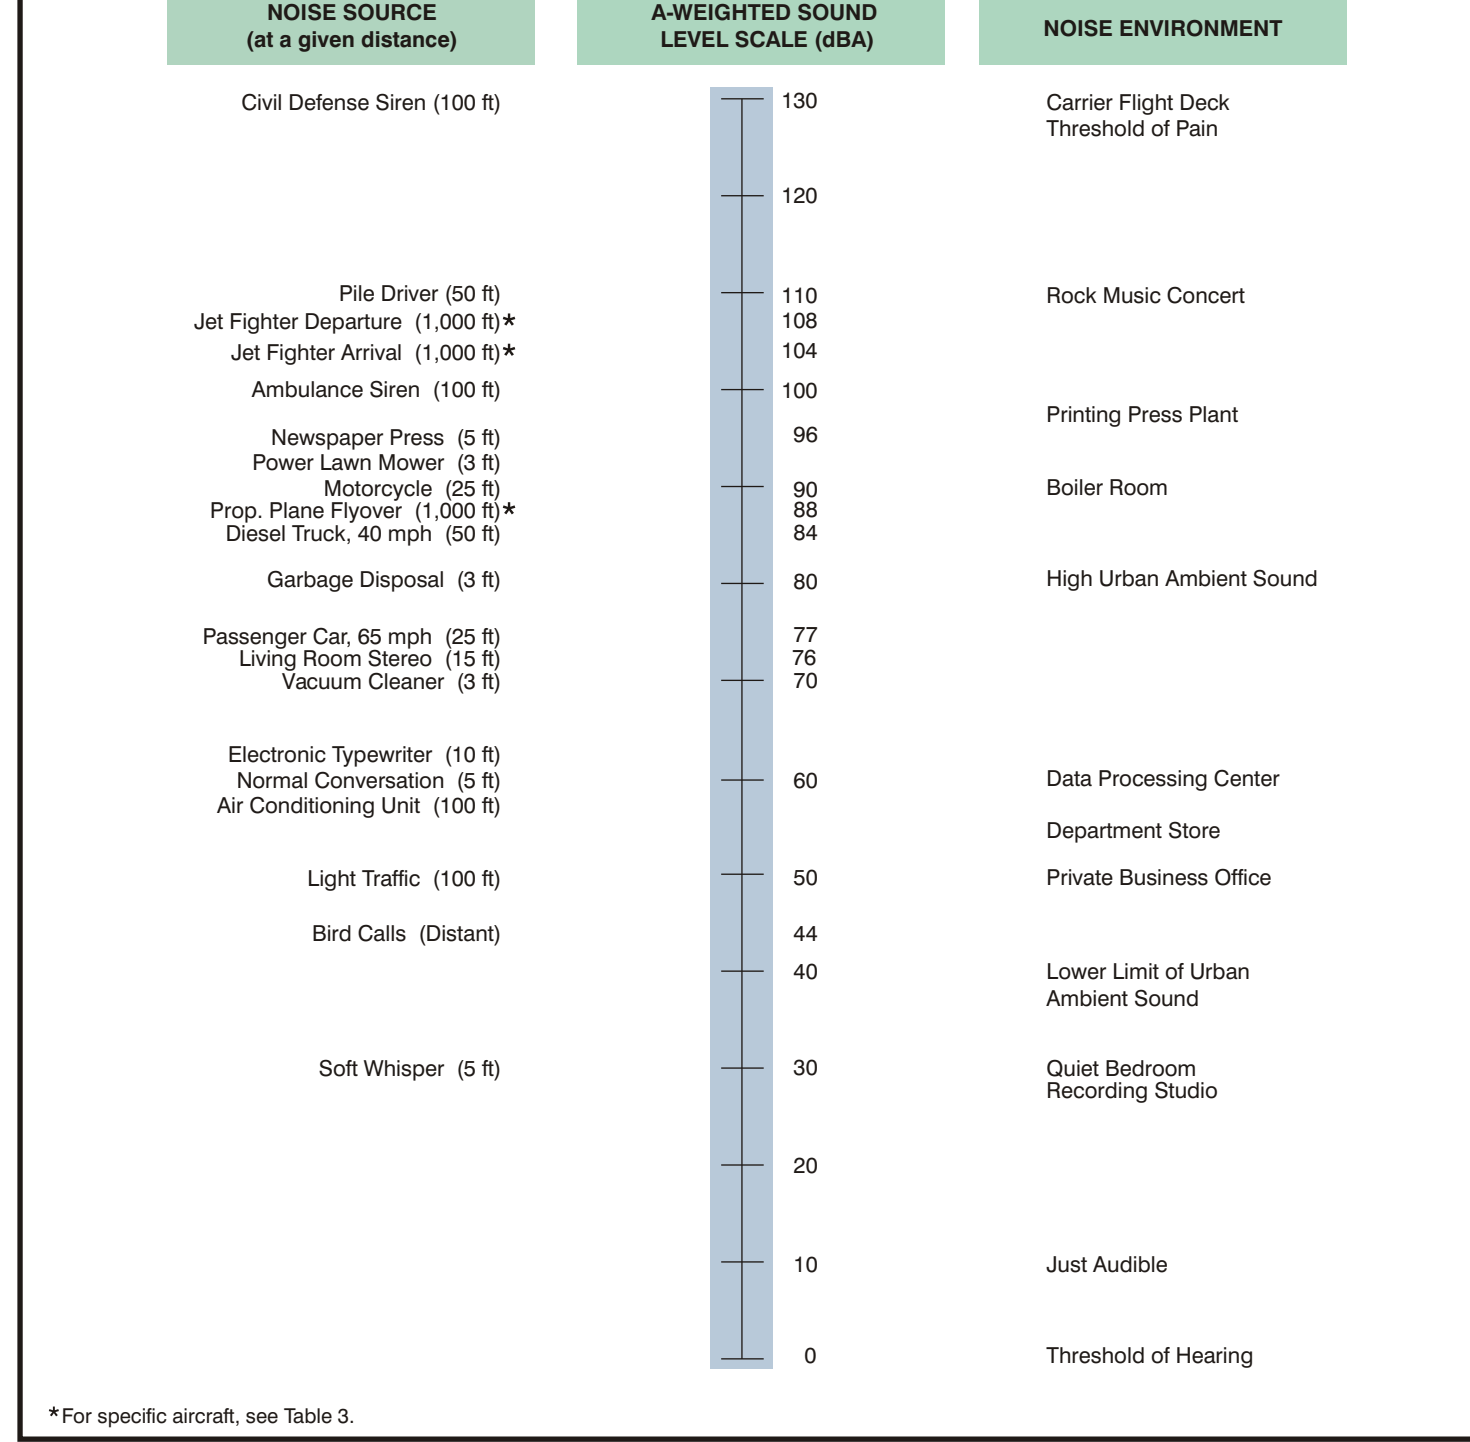 NOISE SOURCE
(at a given distance)
A-WEIGHTED SOUND
LEVEL SCALE (dBA)
NOISE ENVIRONMENT
Civil Defense Siren (100 ft)
130
Carrier Flight Deck
Threshold of Pain
120
Pile Driver (50 ft)
110
Rock Music Concert
Jet Fighter Departure (1,000 ft)*
108
Jet Fighter Arrival (1,000 ft)*
104
Ambulance Siren (100 ft)
100
Printing Press Plant
Newspaper Press (5 ft)
96
Power Lawn Mower (3 ft)
Motorcycle (25 ft)
90
Boiler Room
Prop. Plane Flyover (1,000 ft)*
88
Diesel Truck, 40 mph (50 ft)
84
Garbage Disposal (3 ft)
80
High Urban Ambient Sound
Passenger Car, 65 mph (25 ft)
77
Living Room Stereo (15 ft)
76
Vacuum Cleaner (3 ft)
70
Electronic Typewriter (10 ft)
Normal Conversation (5 ft)
60
Data Processing Center
Air Conditioning Unit (100 ft)
Department Store
Light Traffic (100 ft)
50
Private Business Office
Bird Calls (Distant)
44
40
Lower Limit of Urban
Ambient Sound
Soft Whisper (5 ft)
30
Quiet Bedroom
Recording Studio
20
10
Just Audible
0
Threshold of Hearing
*For specific aircraft, see Table 3.